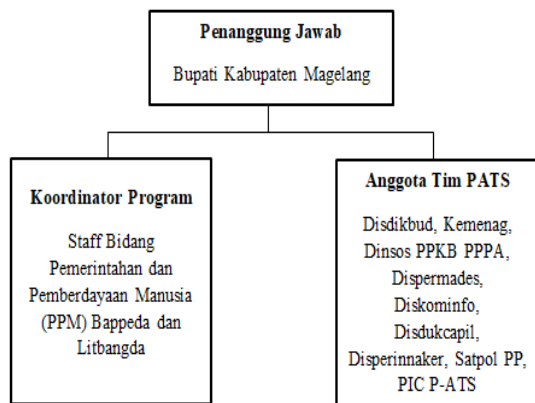 Penanggung Jawab
Bupati Kabupaten Magelang
Koordinator Program
Staff Bidang
Pemerintahan dan
Pemberdayaan Manusia
(PPM) Bappeda dan
Litbangda
Anggota Tim PATS
Disdikbud, Kemenag,
Dinsos PPKB PPPA,
Dispermades,
Diskominfo,
Disdukcapil,
Disperinnaker, Satpol PP,
PIC P-ATS